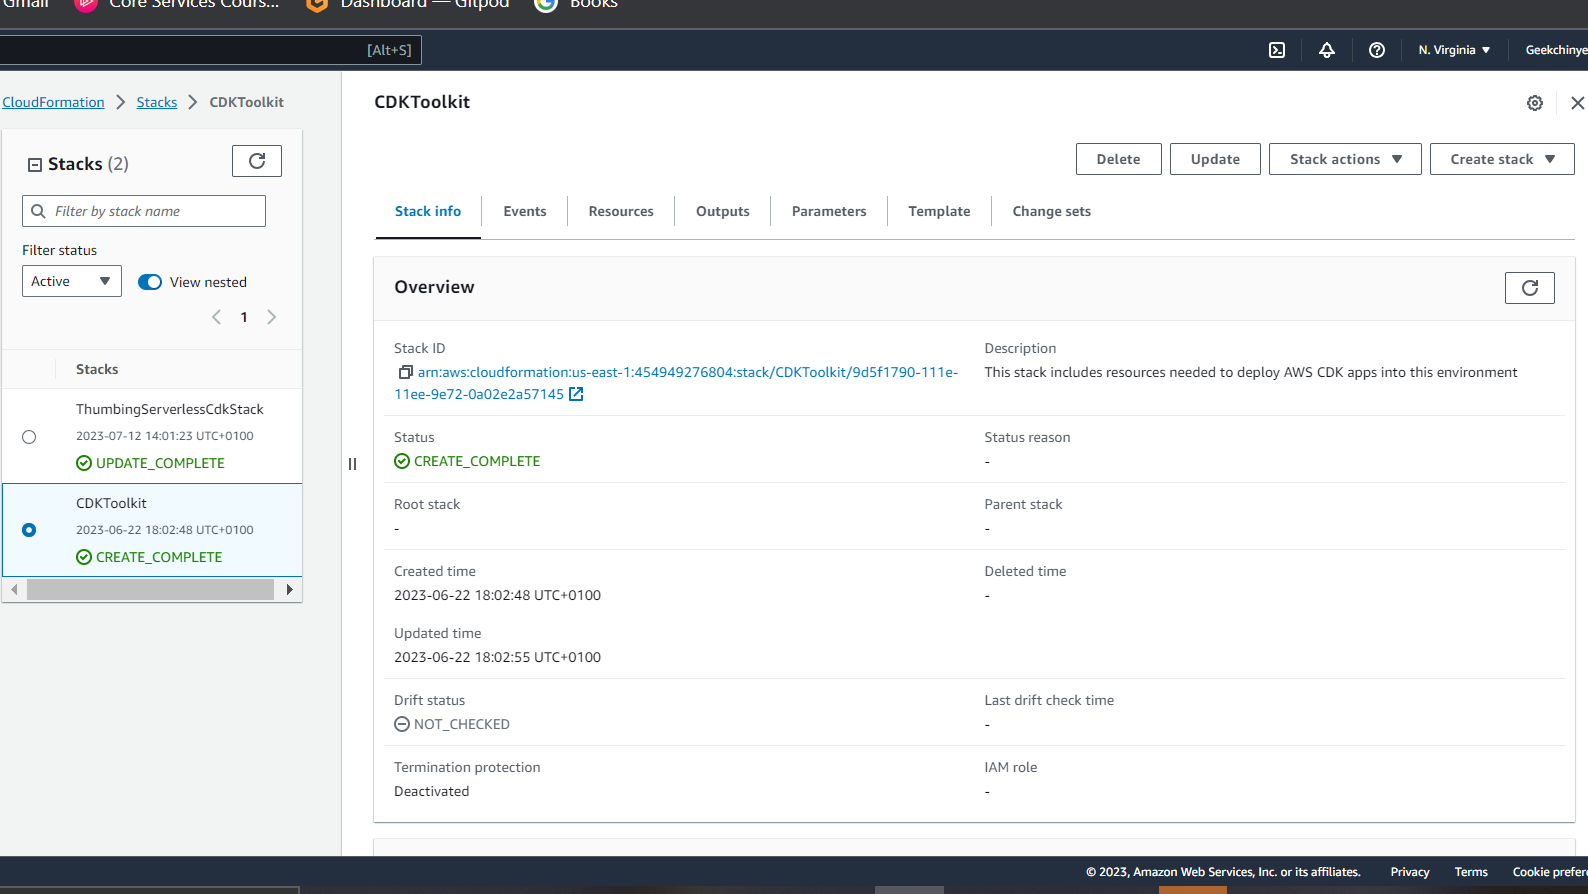 Gmail
Core Services Cours...
Dashboard — Gitpod
Books
[Alt+S]
N. Virginia
Geekchinye
CloudFormation
Stacks
CDKToolkit
Stacks (2)
Filter by stack name
Filter status
Active
View nested
1
Stacks
ThumbingServerlessCdkStack
2023-07-12 14:01:23 UTC+0100
UPDATE_COMPLETE
CDKToolkit
2023-06-22 18:02:48 UTC+0100
CREATE_COMPLETE
CDKToolkit
Delete
Update
Stack actions
Create stack
Stack info
Events
Resources
Outputs
Parameters
Template
Change sets
Overview
Stack ID
arn:aws:cloudformation:us-east-1:454949276804:stack/CDKToolkit/9d5f1790-111e-
11ee-9e72-0a02e2a57145
Description
This stack includes resources needed to deploy AWS CDK apps into this environment
Status
CREATE_COMPLETE
Status reason
-
Root stack
-
Parent stack
-
Created time
2023-06-22 18:02:48 UTC+0100
Deleted time
-
Updated time
2023-06-22 18:02:55 UTC+0100
Drift status
NOT_CHECKED
Last drift check time
-
Termination protection
Deactivated
IAM role
-
© 2023, Amazon Web Services, Inc. or its affiliates.
Privacy
Terms
Cookie prefer